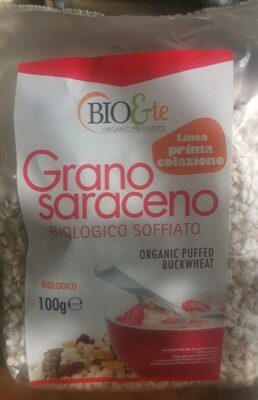 BIO&te
ORGANIC PRODUCTS
Linea
prima
colazione
Grano
saraceno
BIOLOGICO SOFFIATO
ORGANIC PUFFED
BUCKWHEAT
BIOLOGICO
100g℮